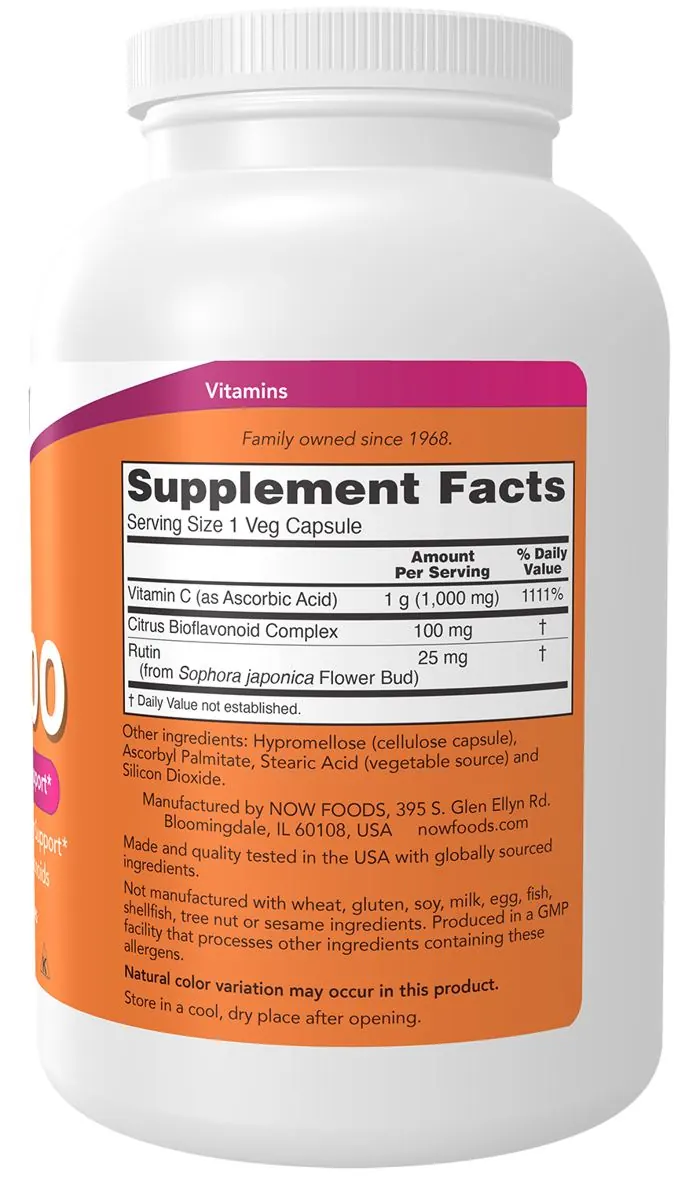 Vitamins
Family owned since 1968.
Supplement Facts
Serving Size 1 Veg Capsule
Amount Per Serving % Daily Value
Vitamin C (as Ascorbic Acid) 1 g (1,000 mg) 1111%
Citrus Bioflavonoid Complex 100 mg †
Rutin 25 mg †
(from Sophora japonica Flower Bud)
† Daily Value not established.
Other ingredients: Hypromellose (cellulose capsule),
Ascorbyl Palmitate, Stearic Acid (vegetable source) and
Silicon Dioxide.
Manufactured by NOW FOODS, 395 S. Glen Ellyn Rd.
Bloomingdale, IL 60108, USA nowfoods.com
Made and quality tested in the USA with globally sourced
ingredients.
Not manufactured with wheat, gluten, soy, milk, egg, fish,
shellfish, tree nut or sesame ingredients. Produced in a GMP
facility that processes other ingredients containing these
allergens.
Natural color variation may occur in this product.
Store in a cool, dry place after opening.
00
Support*
K